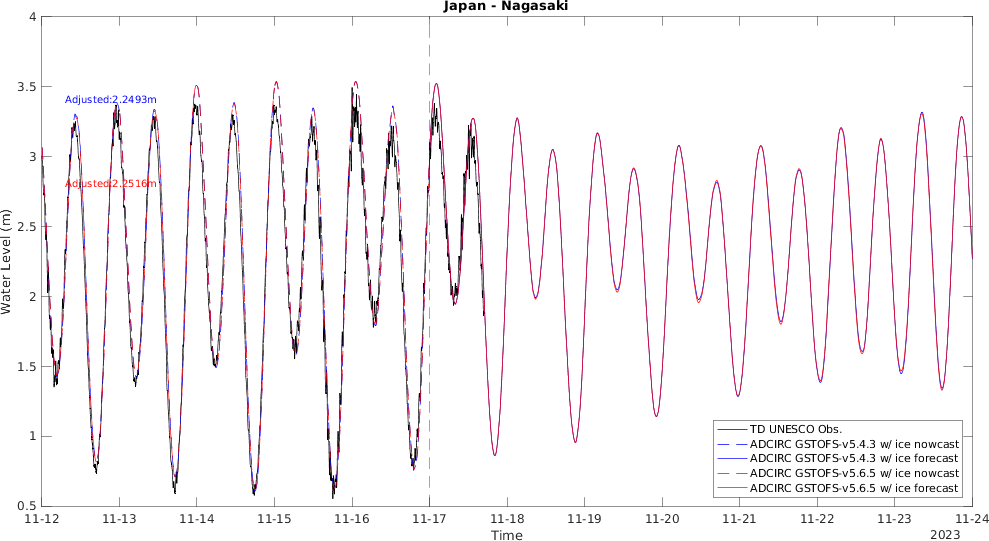 Japan - Nagasaki
4
3.5
3
2.5
2
1.5
1
0.5
Water Level (m)
Adjusted:2.2493m
Adjusted:2.2516m
TD UNESCO Obs.
ADCIRC GSTOFS-v5.4.3 w/ ice nowcast
ADCIRC GSTOFS-v5.4.3 w/ ice forecast
ADCIRC GSTOFS-v5.6.5 w/ ice nowcast
ADCIRC GSTOFS-v5.6.5 w/ ice forecast
11-12 11-13 11-14 11-15 11-16 11-17 11-18 11-19 11-20 11-21 11-22 11-23 11-24
Time
2023